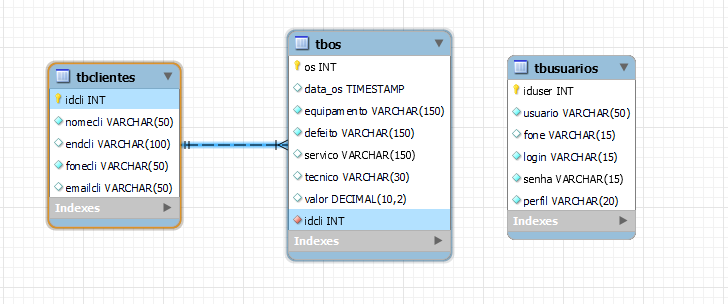 tbclientes
idcli INT
nomecli VARCHAR(50)
endcli VARCHAR(100)
fonecli VARCHAR(50)
emailcli VARCHAR(50)
Indexes
tbos
os INT
data_os TIMESTAMP
equipamento VARCHAR(150)
defeito VARCHAR(150)
servico VARCHAR(150)
tecnico VARCHAR(30)
valor DECIMAL(10,2)
idcli INT
Indexes
tbusuarios
iduser INT
usuario VARCHAR(50)
fone VARCHAR(15)
login VARCHAR(15)
senha VARCHAR(15)
perfil VARCHAR(20)
Indexes